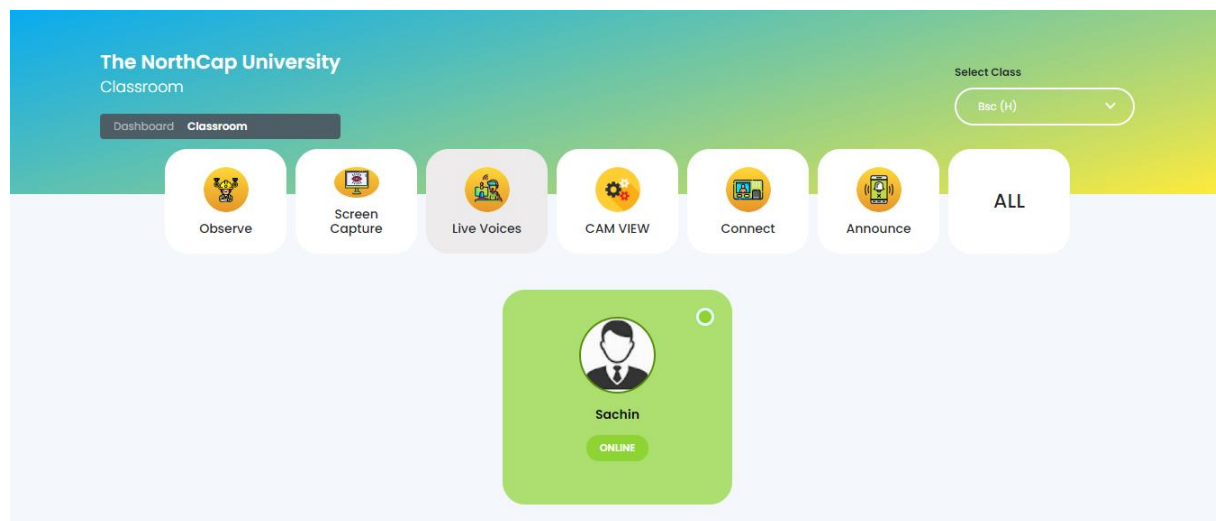 The NorthCap University
Classroom
Select Class
Bsc (H)
Dashboard Classroom
Observe
Screen
Capture
Live Voices
CAM VIEW
Connect
Announce
ALL
Sachin
ONLINE